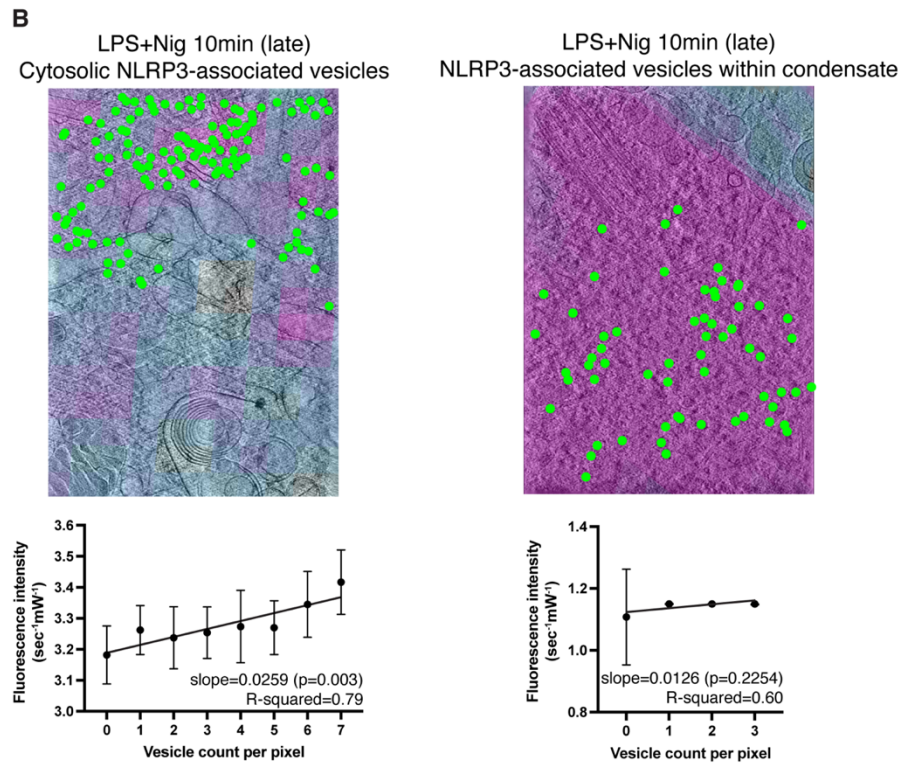 B
LPS+Nig 10min (late)
Cytosolic NLRP3-associated vesicles
LPS+Nig 10min (late)
NLRP3-associated vesicles within condensate
Fluorescence intensity
(sec⁻¹mW⁻¹)
3.6
3.5
3.4
3.3
3.2
3.1
3.0
slope=0.0259 (p=0.003)
R-squared=0.79
0 1 2 3 4 5 6 7
Vesicle count per pixel
Fluorescence intensity
(sec⁻¹mW⁻¹)
1.4
1.2
1.0
0.8
slope=0.0126 (p=0.2254)
R-squared=0.60
0 1 2 3
Vesicle count per pixel